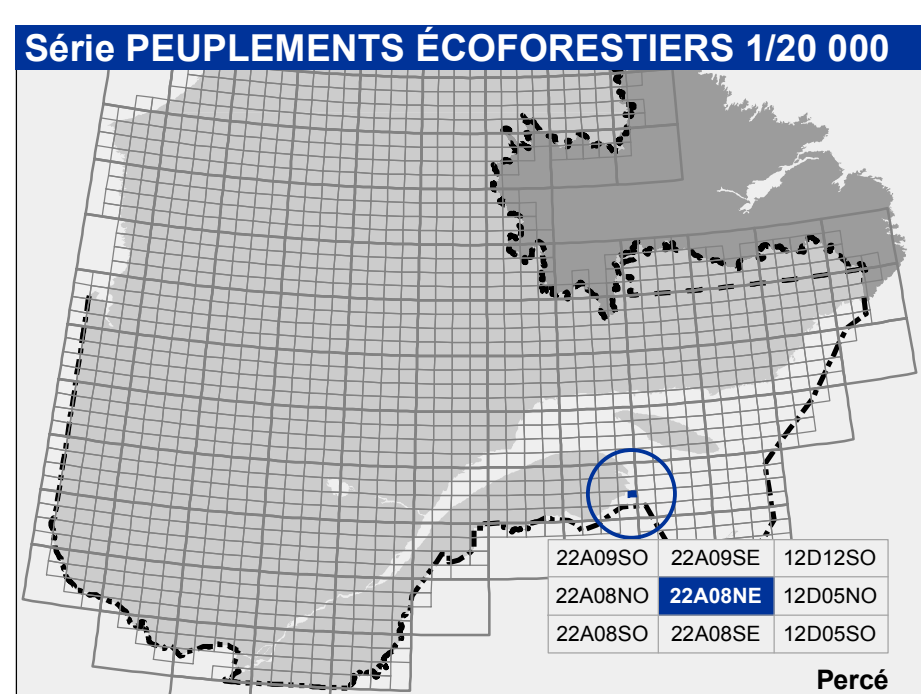 Série PEUPLEMENTS ÉCOFORESTIERS 1/20 000
22A09SO 22A09SE 12D12SO
22A08NO 22A08NE 12D05NO
22A08SO 22A08SE 12D05SO
Percé